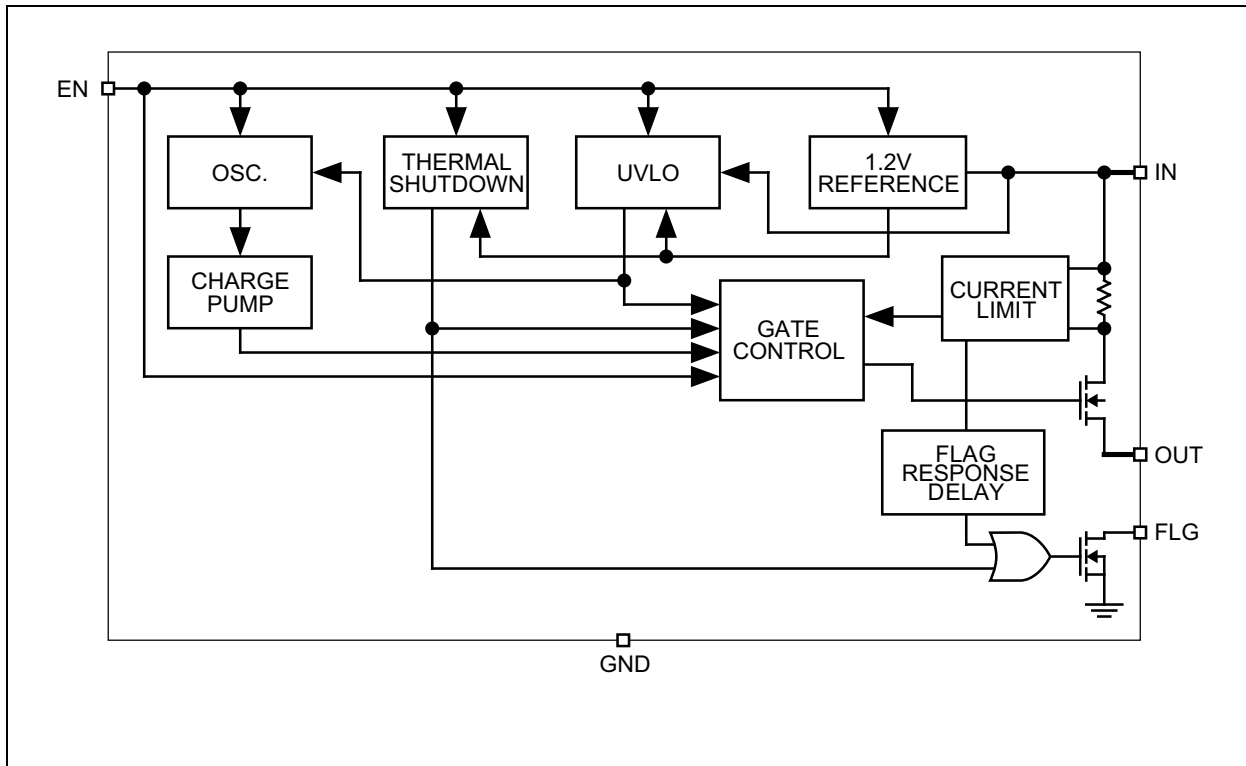 EN
OSC.
THERMAL
SHUTDOWN
UVLO
1.2V
REFERENCE
IN
CHARGE
PUMP
GATE
CONTROL
CURRENT
LIMIT
OUT
FLAG
RESPONSE
DELAY
FLG
GND